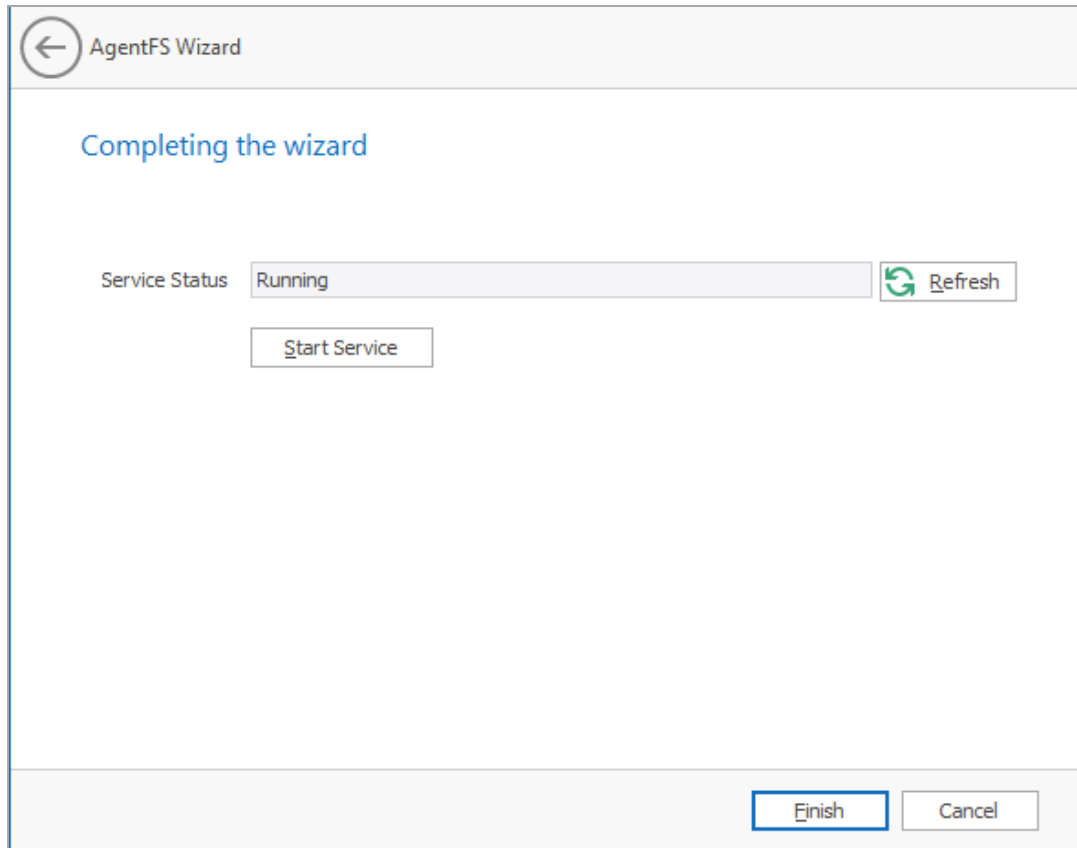 AgentFS Wizard
Completing the wizard
Service Status Running Refresh
Start Service
Finish Cancel